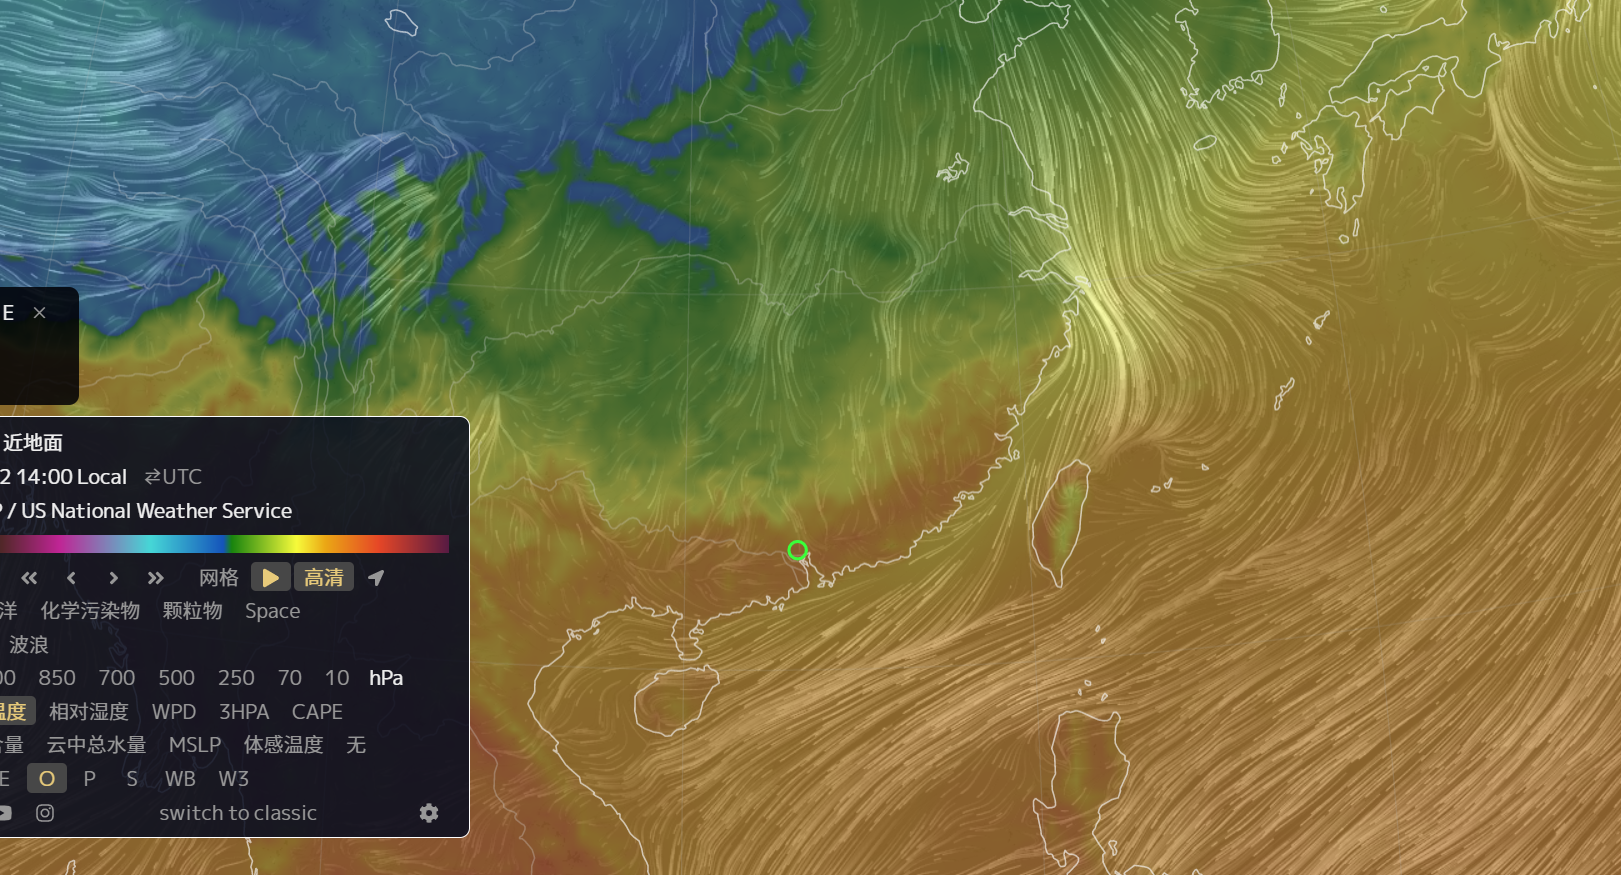 E ×
近地面
2 14:00 Local ⇄UTC
/ US National Weather Service
« ‹ › » 网格 高清
洋 化学污染物 颗粒物 Space
波浪
00 850 700 500 250 70 10 hPa
温度 相对湿度 WPD 3HPA CAPE
含量 云中总水量 MSLP 体感温度 无
E O P S WB W3
switch to classic